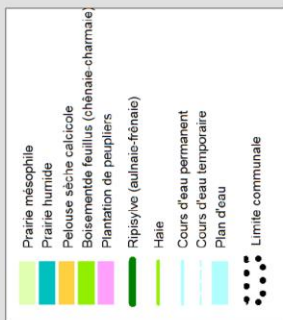 Prairie mésophile
Prairie humide
Pelouse sèche calcicole
Boisementde feuillus (chênaie-charmaie)
Plantation de peupliers
Ripisylve (aulnaie-frênaie)
Haie
Cours d'eau permanent
Cours d'eau temporaire
Plan d'eau
Limite communale